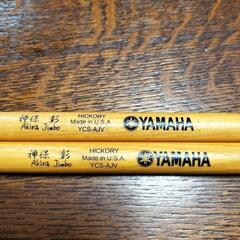 神保 彰
Akira Jimbo
HICKORY
Made in U.S.A.
YCS-AJV
YAMAHA
神保 彰
Akira Jimbo
HICKORY
Made in U.S.A.
YCS-AJV
YAMAHA